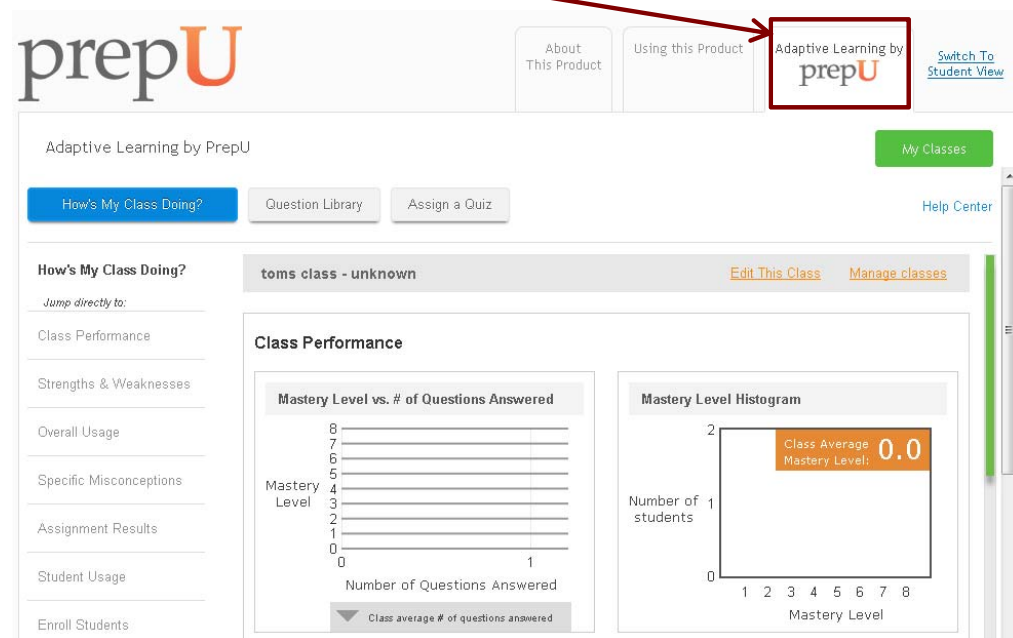 prepU
About
This Product
Using this Product
Adaptive Learning by
prepU
Switch To
Student View
Adaptive Learning by PrepU
My Classes
How's My Class Doing?
Question Library
Assign a Quiz
Help Center
How's My Class Doing?
Jump directly to:
Class Performance
Strengths & Weaknesses
Overall Usage
Specific Misconceptions
Assignment Results
Student Usage
Enroll Students
toms class - unknown
Edit This Class
Manage classes
Class Performance
Mastery Level vs. # of Questions Answered
8
7
6
5
4
3
2
1
0
Mastery
Level
0 1
Number of Questions Answered
Class average # of questions answered
Mastery Level Histogram
2
1
0
Class Average
Mastery Level:
0.0
Number of
students
1 2 3 4 5 6 7 8
Mastery Level